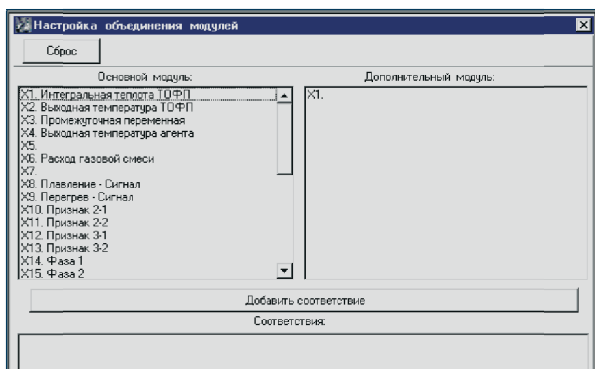 Настройка объединения модулей
Сброс
Основной модуль:
Дополнительный модуль:
X1. Интегральная теплота ТОФП
X2. Выходная температура ТОФП
X3. Промежуточная переменная
X4. Выходная температура агента
X5.
X6. Расход газовой смеси
X7.
X8. Плавление - Сигнал
X9. Перегрев - Сигнал
X10. Признак 2-1
X11. Признак 2-2
X12. Признак 3-1
X13. Признак 3-2
X14. Фаза 1
X15. Фаза 2
X1.
Добавить соответствие
Соответствия: